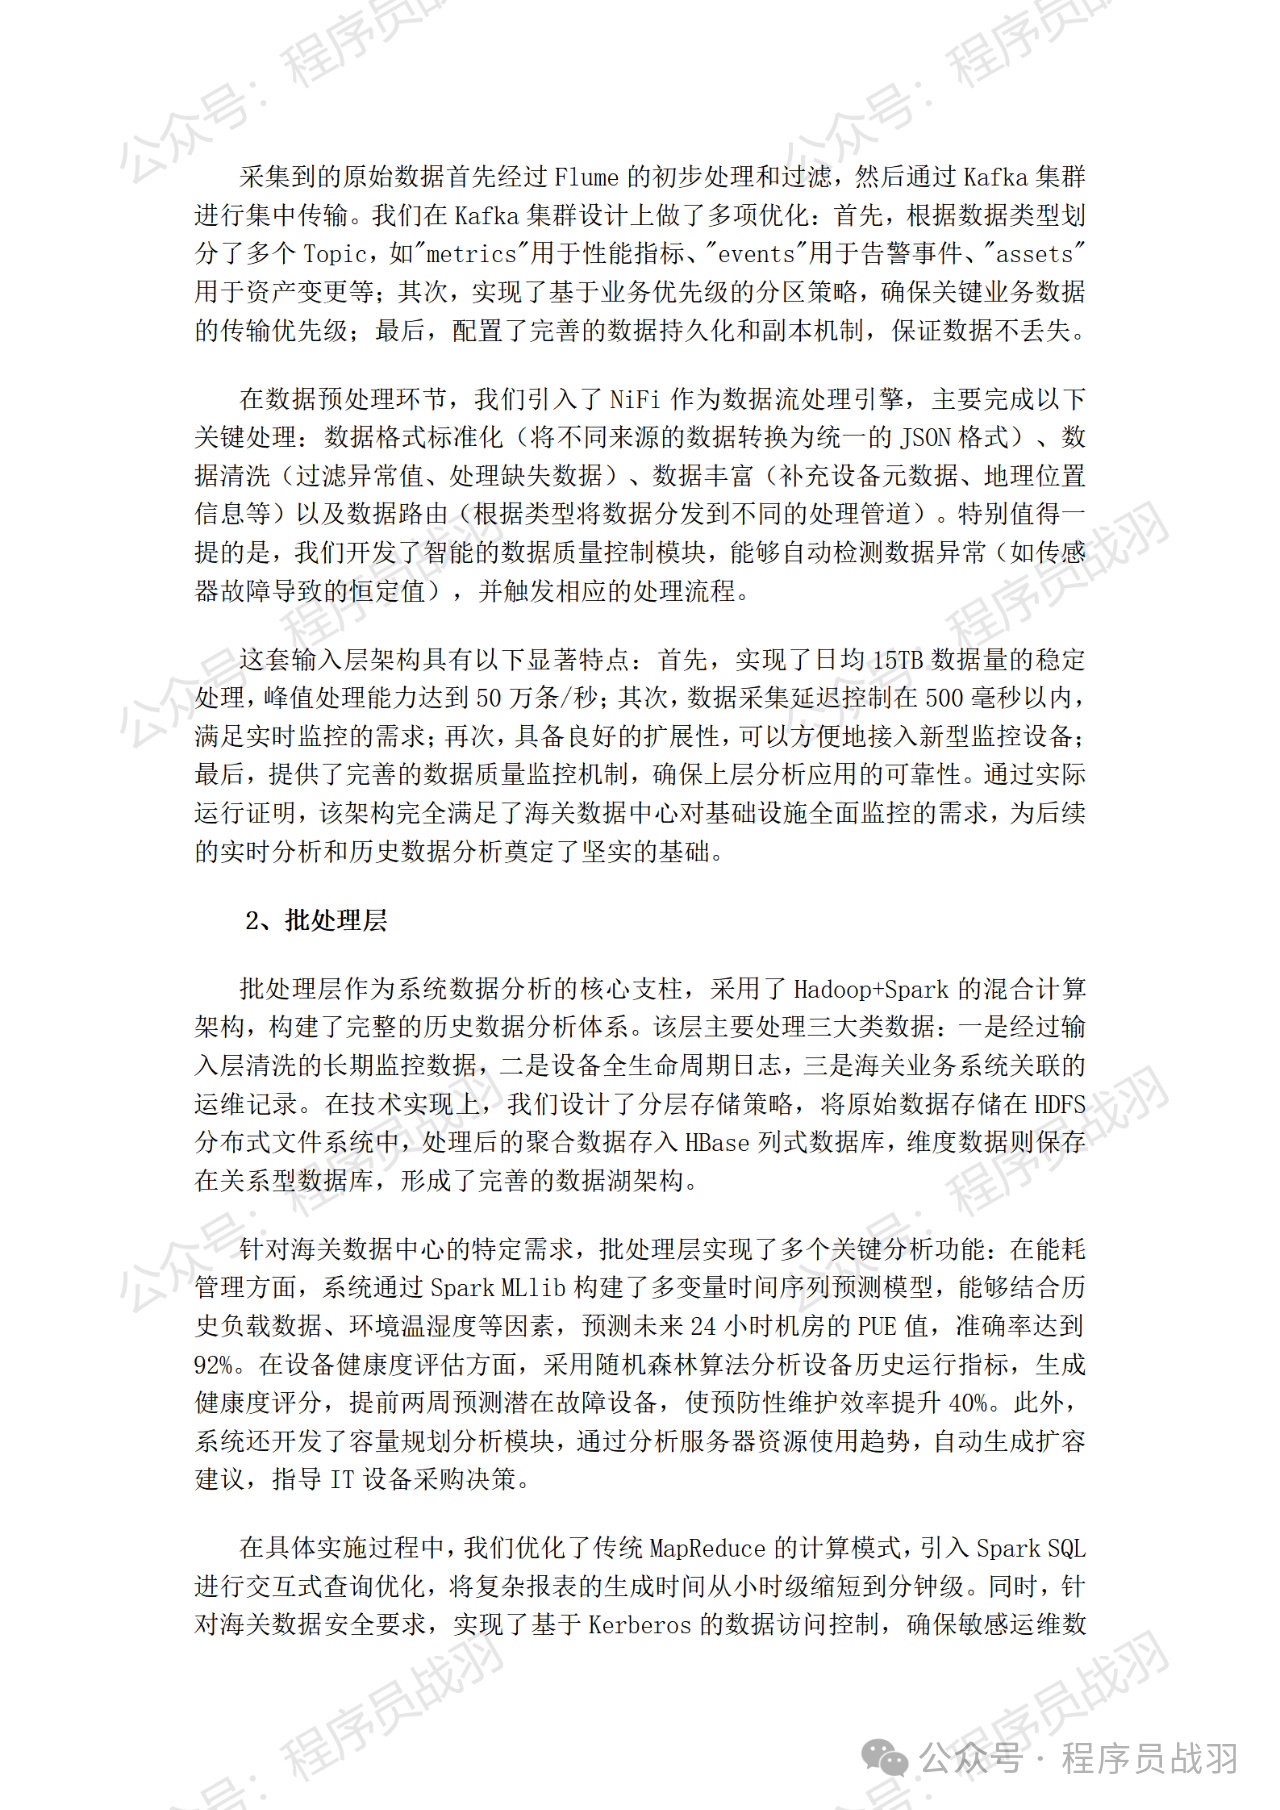 采集到的原始数据首先经过 Flume 的初步处理和过滤，然后通过 Kafka 集群
进行集中传输。我们在 Kafka 集群设计上做了多项优化：首先，根据数据类型划
分了多个 Topic，如"metrics"用于性能指标、"events"用于告警事件、"assets"
用于资产变更等；其次，实现了基于业务优先级的分区策略，确保关键业务数据
的传输优先级；最后，配置了完善的数据持久化和副本机制，保证数据不丢失。
在数据预处理环节，我们引入了 NiFi 作为数据流处理引擎，主要完成以下
关键处理：数据格式标准化（将不同来源的数据转换为统一的 JSON 格式）、数
据清洗（过滤异常值、处理缺失数据）、数据丰富（补充设备元数据、地理位置
信息等）以及数据路由（根据类型将数据分发到不同的处理管道）。特别值得一
提的是，我们开发了智能的数据质量控制模块，能够自动检测数据异常（如传感
器故障导致的恒定值），并触发相应的处理流程。
这套输入层架构具有以下显著特点：首先，实现了日均 15TB 数据量的稳定
处理，峰值处理能力达到 50 万条/秒；其次，数据采集延迟控制在 500 毫秒以内，
满足实时监控的需求；再次，具备良好的扩展性，可以方便地接入新型监控设备；
最后，提供了完善的数据质量监控机制，确保上层分析应用的可靠性。通过实际
运行证明，该架构完全满足了海关数据中心对基础设施全面监控的需求，为后续
的实时分析和历史数据分析奠定了坚实的基础。
2、批处理层
批处理层作为系统数据分析的核心支柱，采用了 Hadoop+Spark 的混合计算
架构，构建了完整的历史数据分析体系。该层主要处理三大类数据：一是经过输
入层清洗的长期监控数据，二是设备全生命周期日志，三是海关业务系统关联的
运维记录。在技术实现上，我们设计了分层存储策略，将原始数据存储在 HDFS
分布式文件系统中，处理后的聚合数据存入 HBase 列式数据库，维度数据则保存
在关系型数据库，形成了完善的数据湖架构。
针对海关数据中心的特定需求，批处理层实现了多个关键分析功能：在能耗
管理方面，系统通过 Spark MLlib 构建了多变量时间序列预测模型，能够结合历
史负载数据、环境温湿度等因素，预测未来 24 小时机房的 PUE 值，准确率达到
92%。在设备健康度评估方面，采用随机森林算法分析设备历史运行指标，生成
健康度评分，提前两周预测潜在故障设备，使预防性维护效率提升 40%。此外，
系统还开发了容量规划分析模块，通过分析服务器资源使用趋势，自动生成扩容
建议，指导 IT 设备采购决策。
在具体实施过程中，我们优化了传统 MapReduce 的计算模式，引入 Spark SQL
进行交互式查询优化，将复杂报表的生成时间从小时级缩短到分钟级。同时，针
对海关数据安全要求，实现了基于 Kerberos 的数据访问控制，确保敏感运维数
公众号 · 程序员战羽
公众号：程序员战羽
公众号：程序员战羽
公众号：程序员战羽
公众号：程序员战羽
公众号：程序员战羽
公众号：程序员战羽